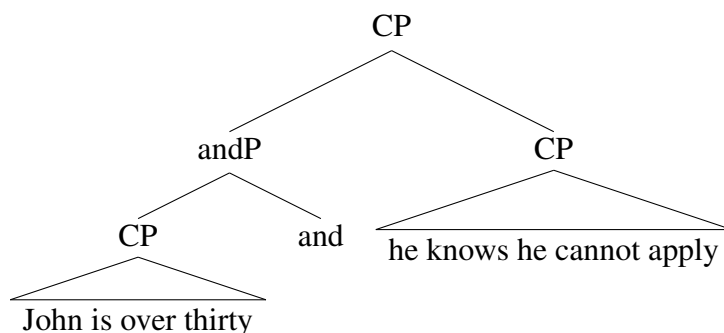 CP
andP CP
CP and he knows he cannot apply
John is over thirty